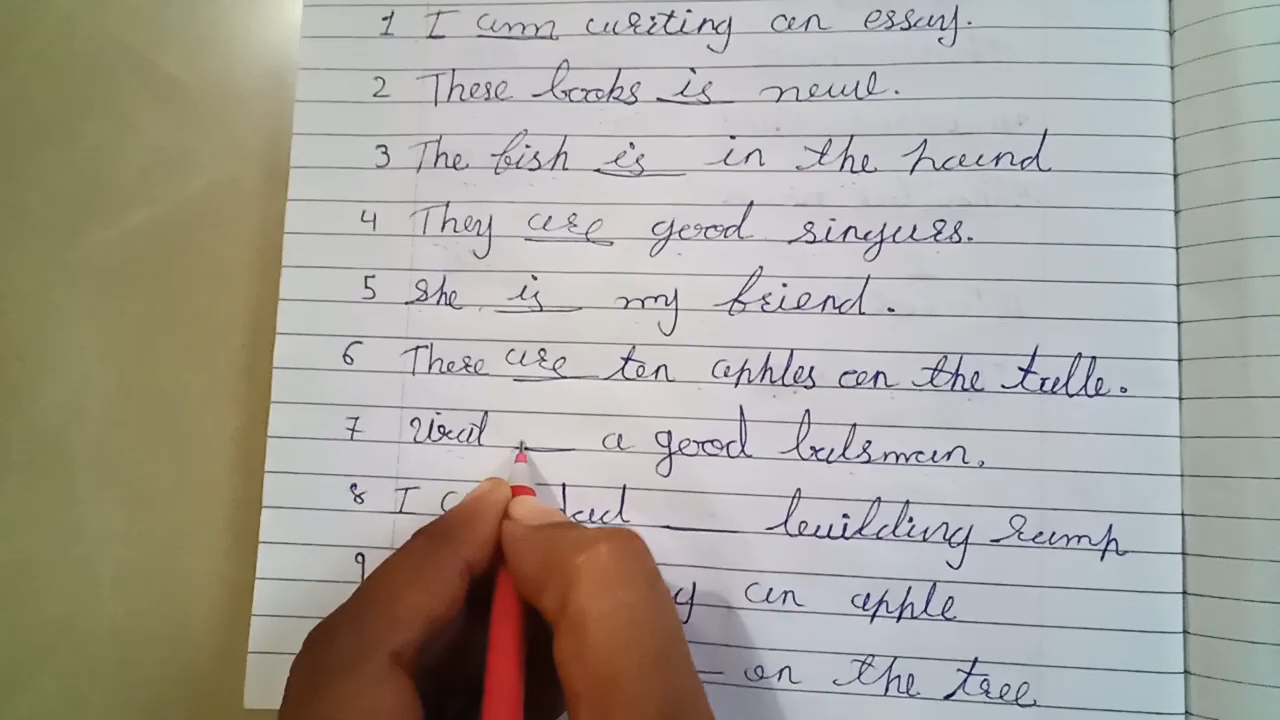 1 I am writing an essay.
2 These books is new.
3 The fish is in the hand
4 They are good singers.
5 She is my friend.
6 There are ten apples on the
7 a good batsman.
8 I building
9 an apple
on the tree